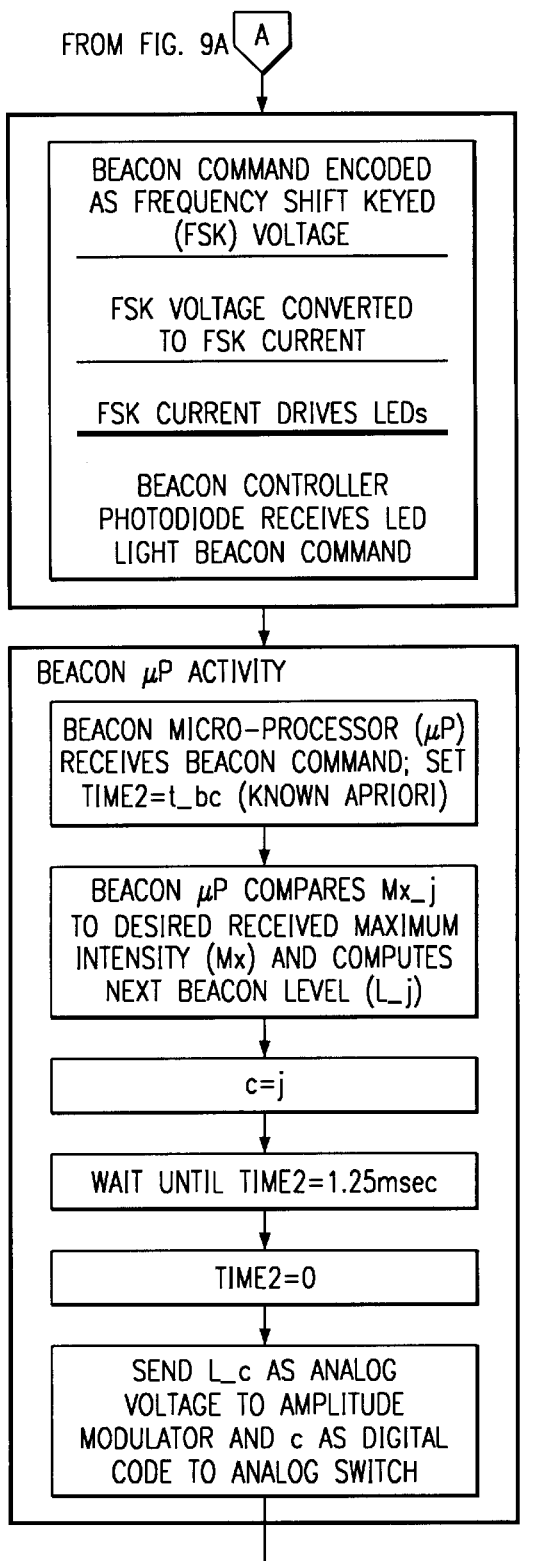 FROM FIG. 9A
A
BEACON COMMAND ENCODED
AS FREQUENCY SHIFT KEYED
(FSK) VOLTAGE
FSK VOLTAGE CONVERTED
TO FSK CURRENT
FSK CURRENT DRIVES LEDs
BEACON CONTROLLER
PHOTODIODE RECEIVES LED
LIGHT BEACON COMMAND
BEACON μP ACTIVITY
BEACON MICRO-PROCESSOR (μP)
RECEIVES BEACON COMMAND; SET
TIME2=t_bc (KNOWN APRIORI)
BEACON μP COMPARES Mx_j
TO DESIRED RECEIVED MAXIMUM
INTENSITY (Mx) AND COMPUTES
NEXT BEACON LEVEL (L_j)
c=j
WAIT UNTIL TIME2=1.25msec
TIME2=0
SEND L_c AS ANALOG
VOLTAGE TO AMPLITUDE
MODULATOR AND c AS DIGITAL
CODE TO ANALOG SWITCH